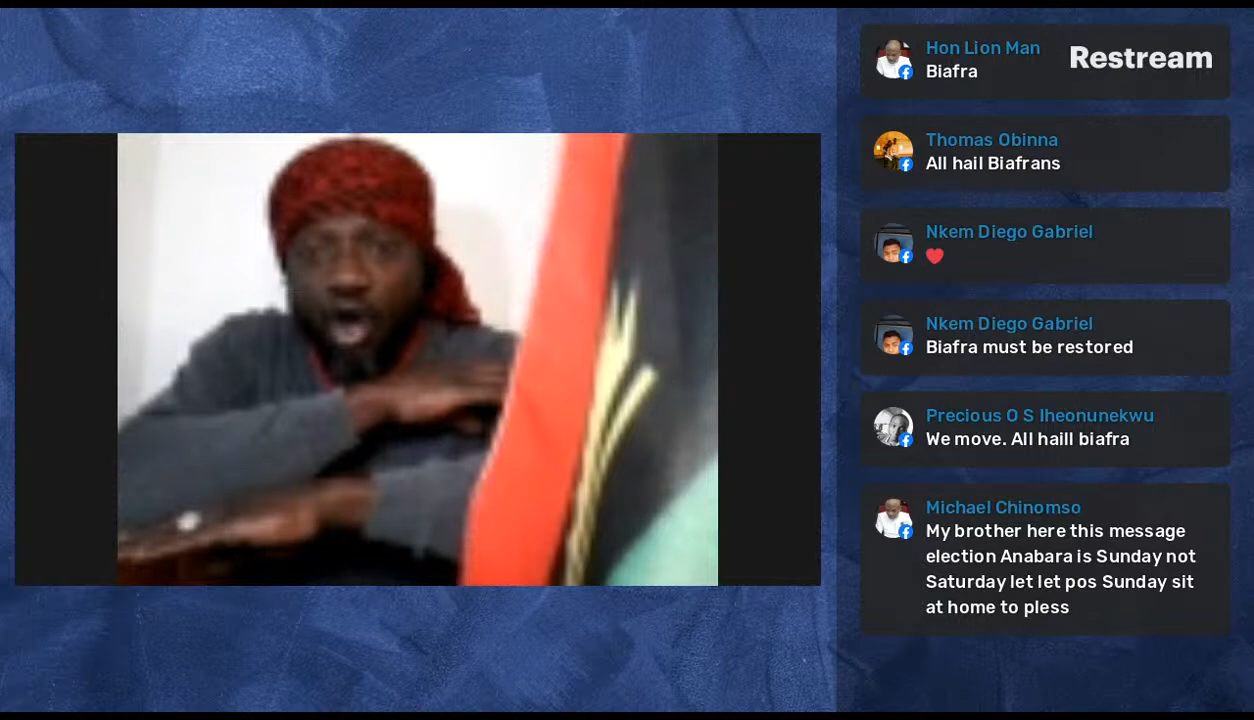 Hon Lion Man
Restream
Biafra
Thomas Obinna
All hail Biafrans
Nkem Diego Gabriel
Nkem Diego Gabriel
Biafra must be restored
Precious O S Iheonunekwu
We move. All haill biafra
Michael Chinomso
My brother here this message
election Anabara is Sunday not
Saturday let let pos Sunday sit
at home to pless